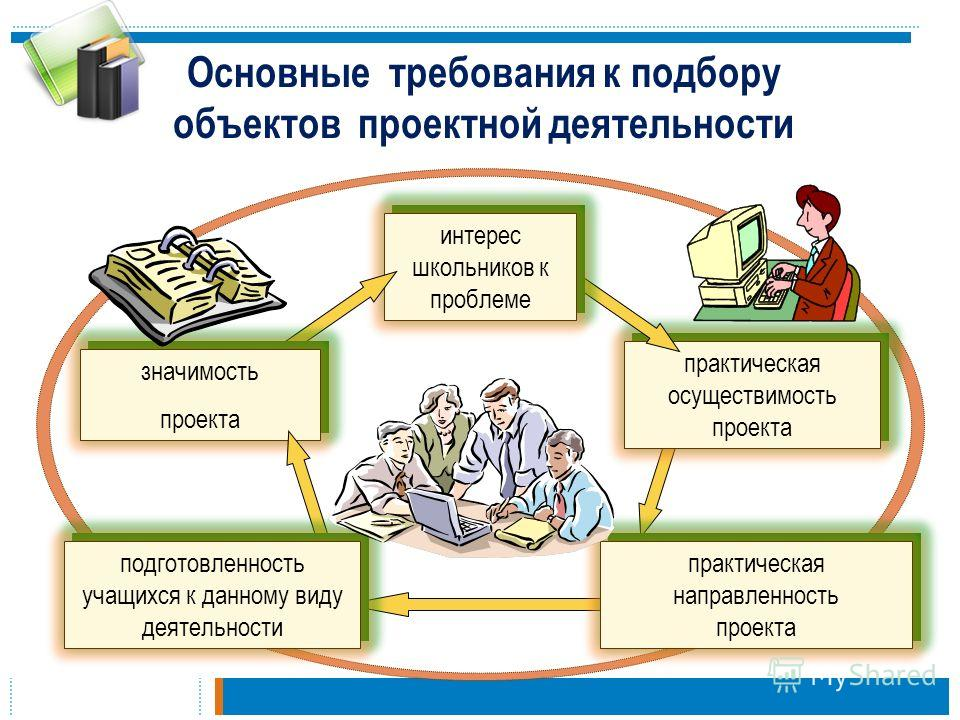 Основные требования к подбору
объектов проектной деятельности
интерес
школьников к
проблеме
значимость
проекта
практическая
осуществимость
проекта
подготовленность
учащихся к данному виду
деятельности
практическая
направленность
проекта
MyShared